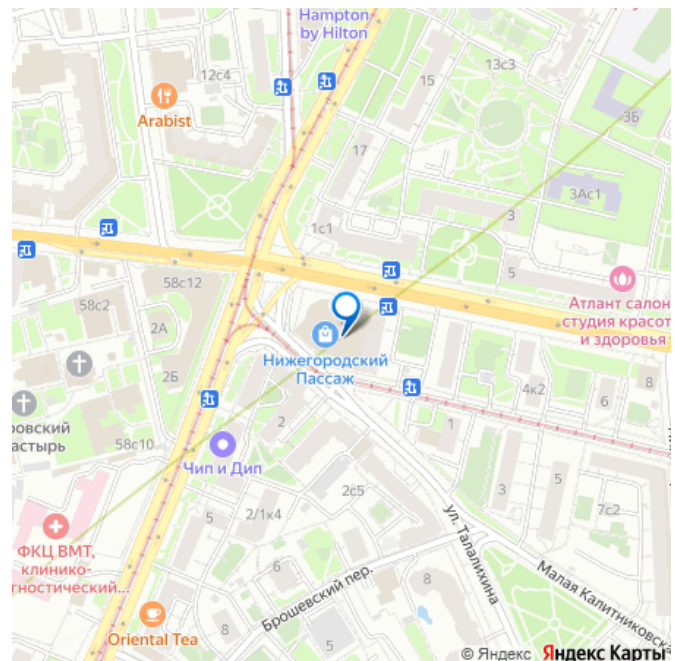 Hampton
by Hilton
12с4
13с3
15
3Б
Arabist
17
3Ас1
1с1
3
58с12
5
58с2
2А
Атлант салон
студия красот
и здоровья
Нижегородский
Пассаж
2Б
4к2
6
8
ровский
астырь
58с10
2
1
Чип и Дип
5
2/1к4
2с5
3
5
7с2
ФКЦ ВМТ,
клинико-
гностический...
ул. Талалихина
8
Брошевский пер.
8
Малая Калитниковска
Oriental Tea
8
5
© Яндекс Яндекс Карты